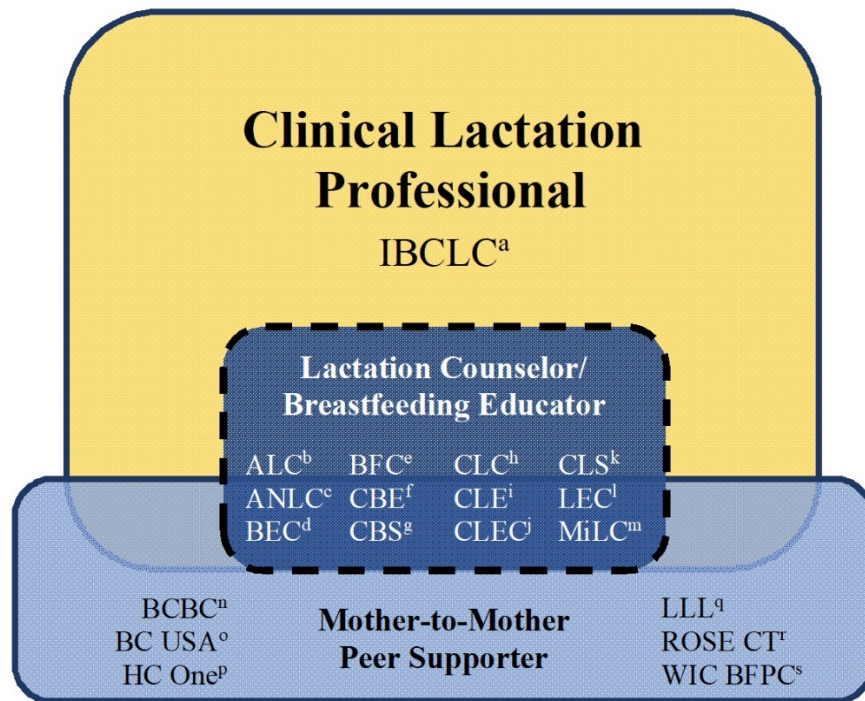 Clinical Lactation
Professional
IBCLCᵃ
Lactation Counselor/
Breastfeeding Educator
ALCᵇ BFCᵉ CLCʰ CLSᵏ
ANLCᶜ CBEᶠ CLEⁱ LECˡ
BECᵈ CBSᵍ CLECʲ MiLCᵐ
BCBCⁿ
BC USAᵒ
HC Oneᵖ
Mother-to-Mother
Peer Supporter
LLL^q
ROSE CTʳ
WIC BFPCˢ